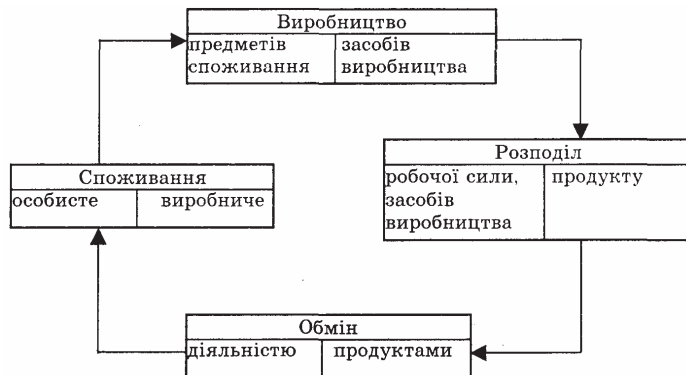 Виробництво
предметів
споживання
засобів
виробництва
Розподіл
робочої сили,
засобів
виробництва
продукту
Споживання
особисте
виробниче
Обмін
діяльністю
продуктами